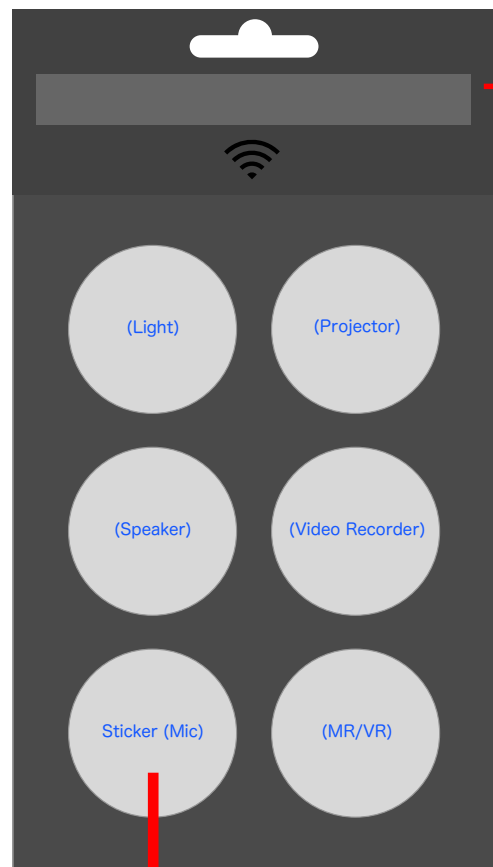 (Light)
(Projector)
(Speaker)
(Video Recorder)
Sticker (Mic)
(MR/VR)